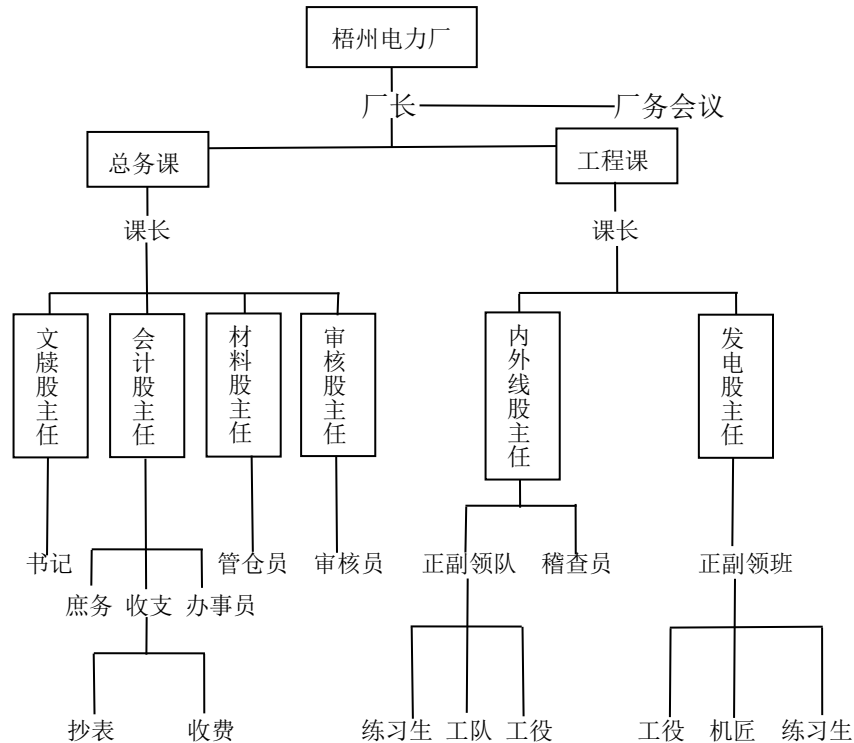 梧州电力厂
厂长 厂务会议
总务课 工程课
课长 课长
文牍股主任
会计股主任
材料股主任
审核股主任
内外线股主任
发电股主任
书记 管仓员 审核员 正副领队 稽查员 正副领班
庶务 收支 办事员
抄表 收费 练习生 工队 工役 工役 机匠 练习生